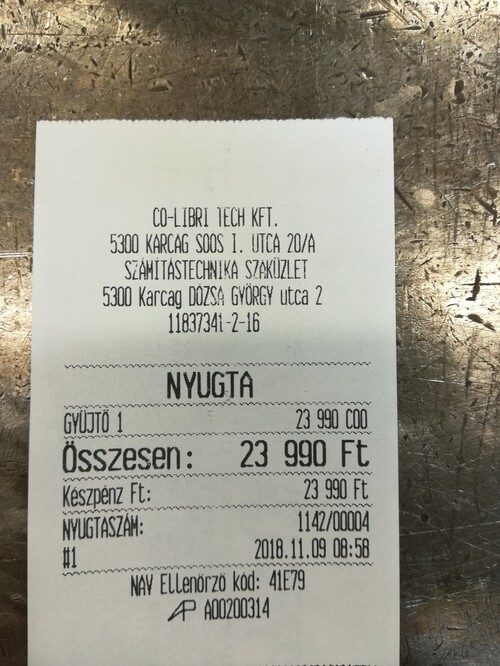 CO-LIBRI TECH KFT.
5300 KARCAG SOOS I. UTCA 20/A
SZÁMÍTÁSTECHNIKA SZAKÜZLET
5300 Karcag DÓZSA GYÖRGY utca 2
11837341-2-16
NYUGTA
GYŰJTŐ 1 23 990 C00
Összesen: 23 990 Ft
Készpénz Ft: 23 990 Ft
NYUGTASZÁM: 1142/00004
#1 2018.11.09 08:58
NAV Ellenőrző kód: 41E79
AP A00200314